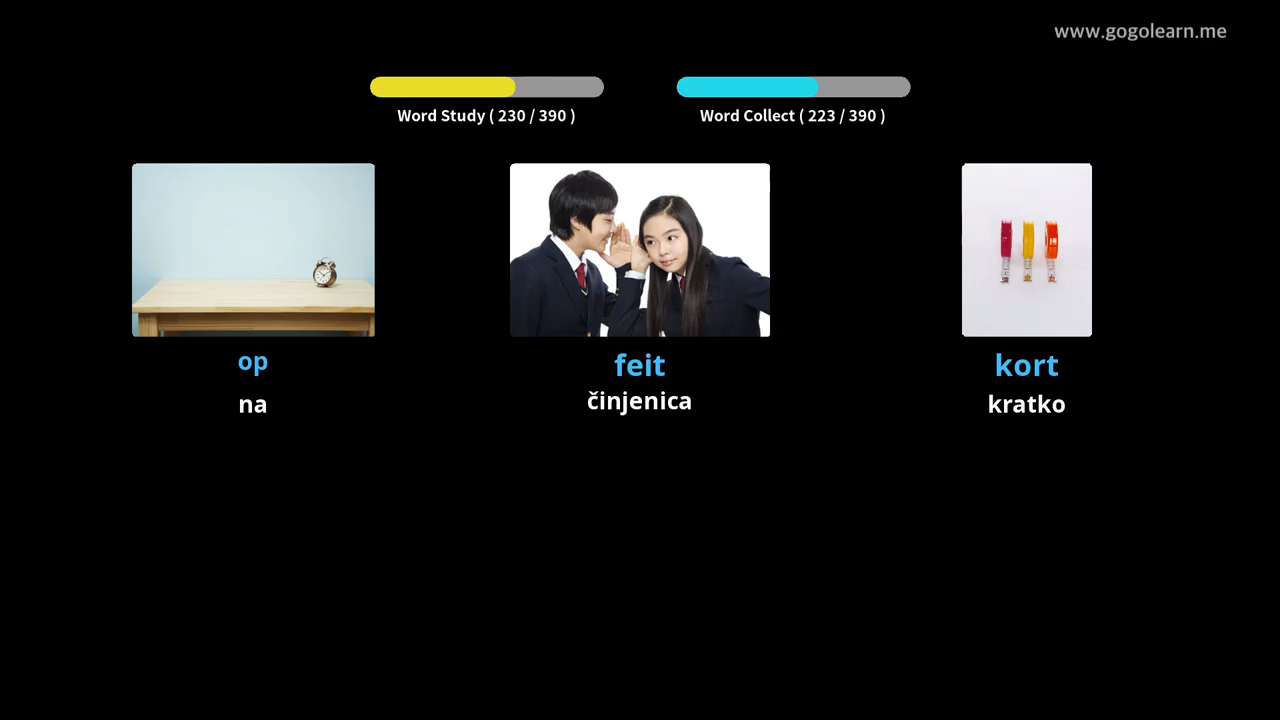 www.gogolearn.me
Word Study ( 230 / 390 )
Word Collect ( 223 / 390 )
op
feit
kort
na
činjenica
kratko